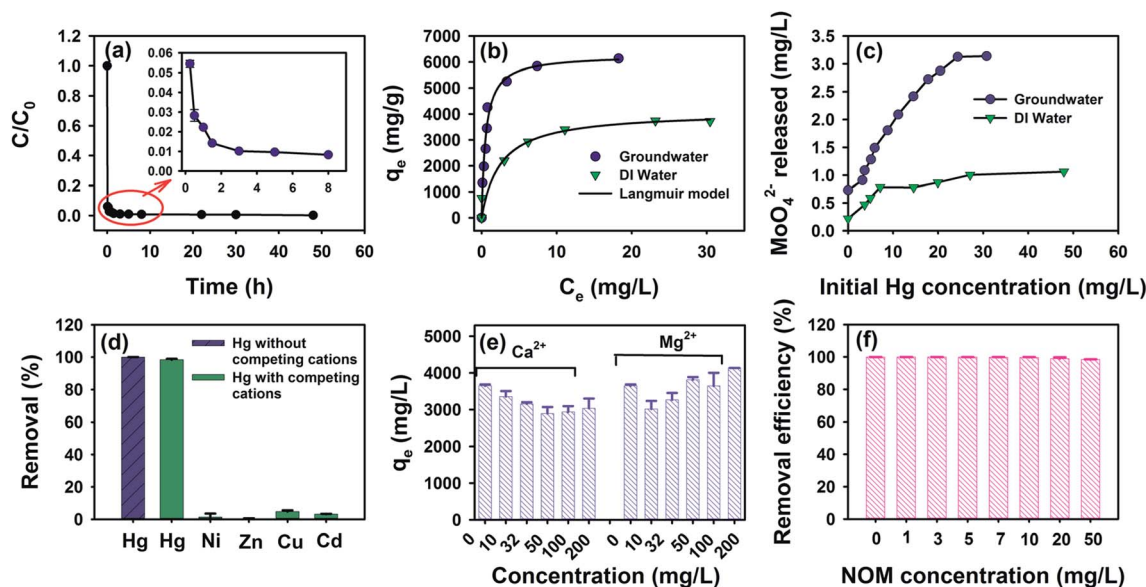 (a)
C/C0
1.2
1.0
0.8
0.6
0.4
0.2
0.0
0.06
0.05
0.04
0.03
0.02
0.01
0.00
0 2 4 6 8
0 10 20 30 40 50 60
Time (h)
(b)
qe (mg/g)
7000
6000
5000
4000
3000
2000
1000
0
Groundwater
DI Water
Langmuir model
0 10 20 30
Ce (mg/L)
(c)
MoO4 2- released (mg/L)
3.5
3.0
2.5
2.0
1.5
1.0
0.5
0.0
Groundwater
DI Water
0 10 20 30 40 50 60
Initial Hg concentration (mg/L)
(d)
Removal (%)
120
100
80
60
40
20
0
Hg without
competing cations
Hg with competing
cations
Hg Hg Ni Zn Cu Cd
(e)
qe (mg/L)
5000
4000
3000
2000
1000
0
Ca2+
Mg2+
0 10 32 50 100 200 0 10 32 50 100 200
Concentration (mg/L)
(f)
Removal efficiency (%)
120
100
80
60
40
20
0
0 1 3 5 7 10 20 50
NOM concentration (mg/L)